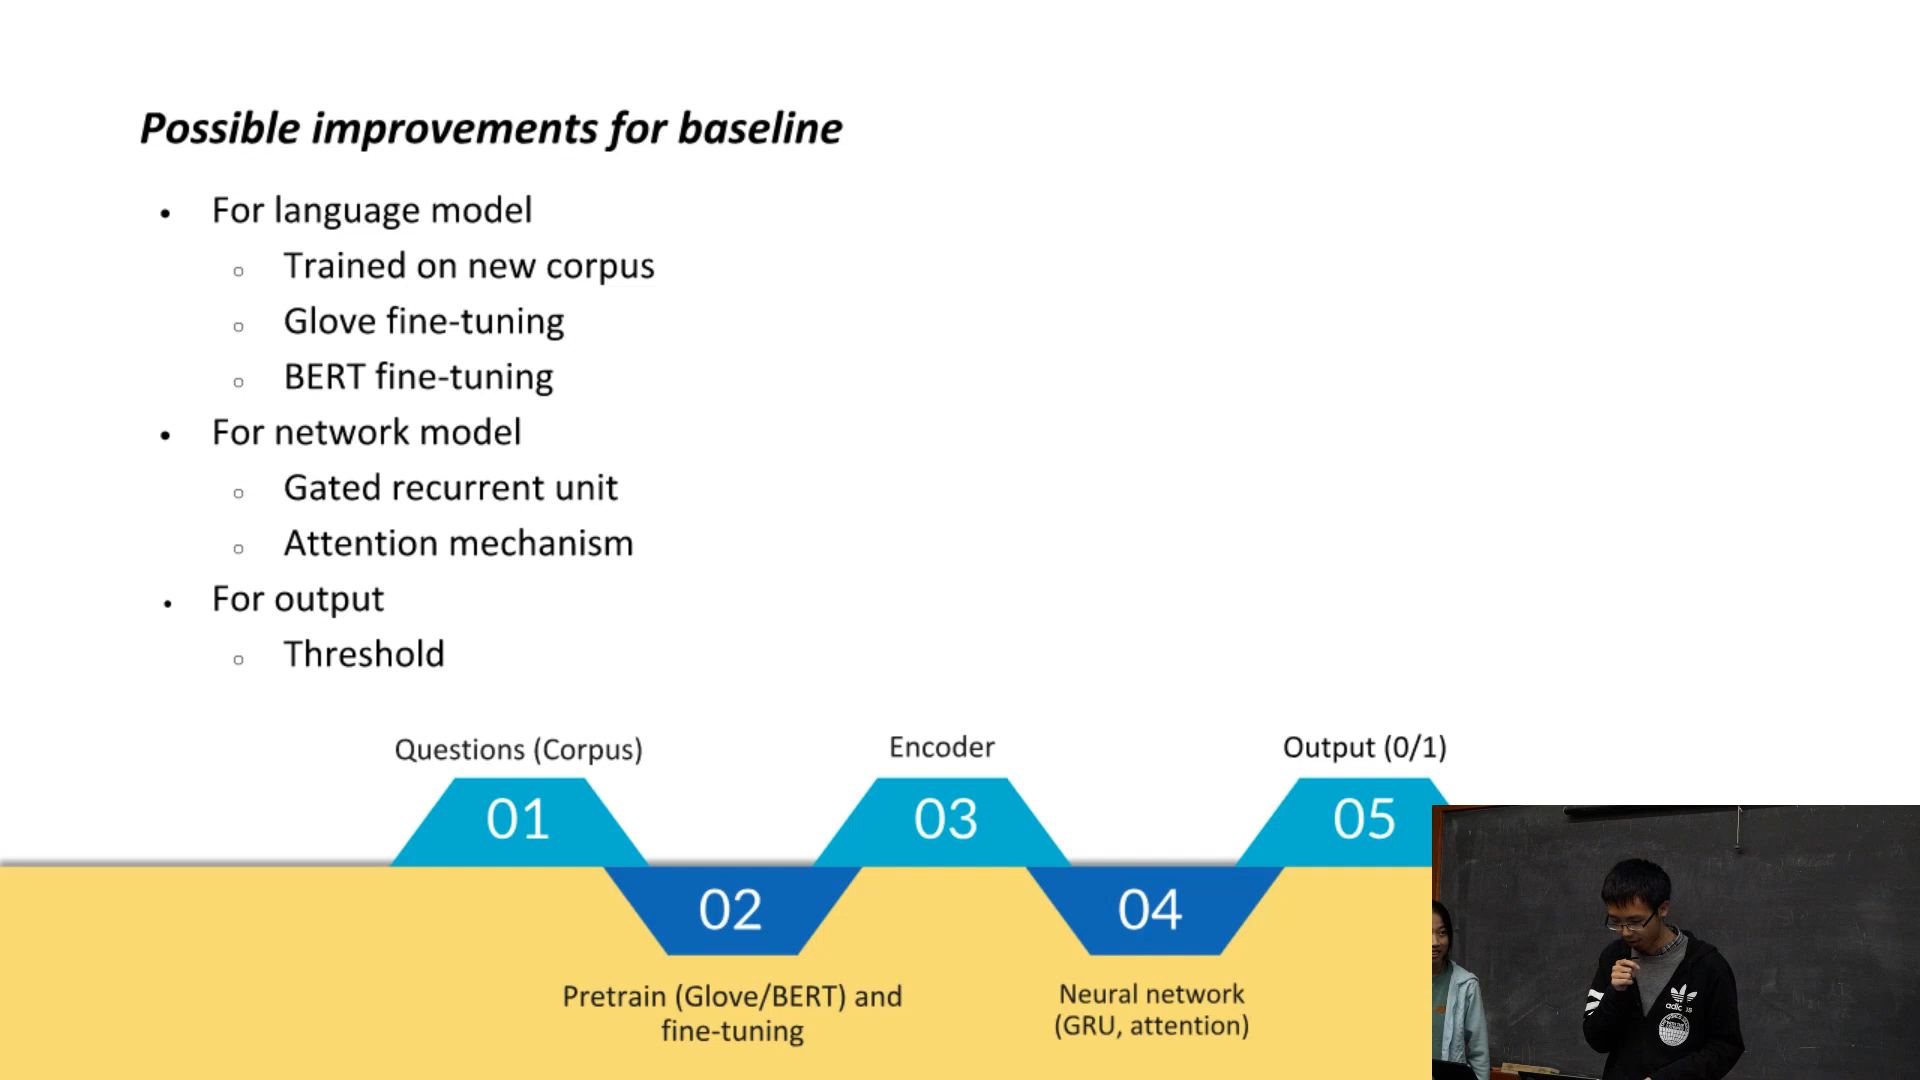 Possible improvements for baseline
• For language model
○ Trained on new corpus
○ Glove fine-tuning
○ BERT fine-tuning
• For network model
○ Gated recurrent unit
○ Attention mechanism
• For output
○ Threshold
Questions (Corpus)
Encoder
Output (0/1)
01
03
05
02
04
Pretrain (Glove/BERT) and
fine-tuning
Neural network
(GRU, attention)